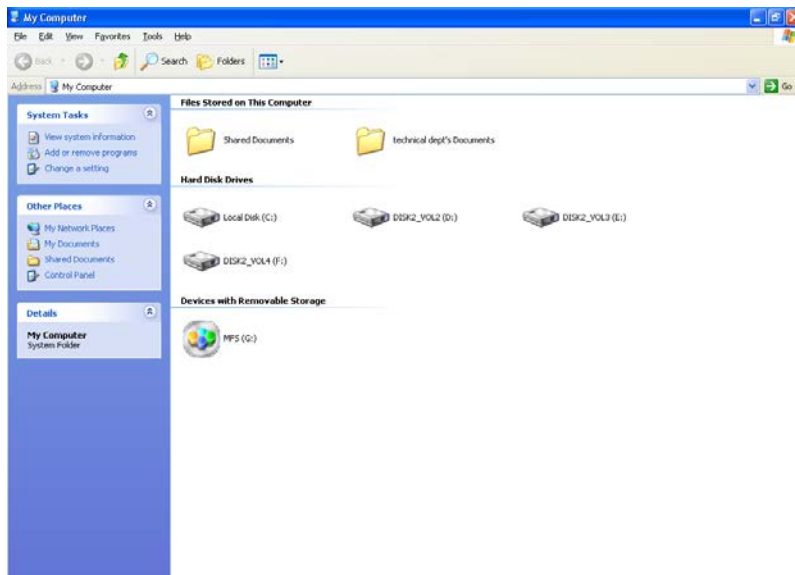 My Computer
File Edit View Favorites Tools Help
Back Search Folders
Address My Computer Go
System Tasks
View system information
Add or remove programs
Change a setting
Other Places
My Network Places
My Documents
Shared Documents
Control Panel
Details
My Computer
System Folder
Files Stored on This Computer
Shared Documents technical dept's Documents
Hard Disk Drives
Local Disk (C:) DISK2_VOL2 (D:) DISK2_VOL3 (E:)
DISK2_VOL4 (F:)
Devices with Removable Storage
MFS (G:)